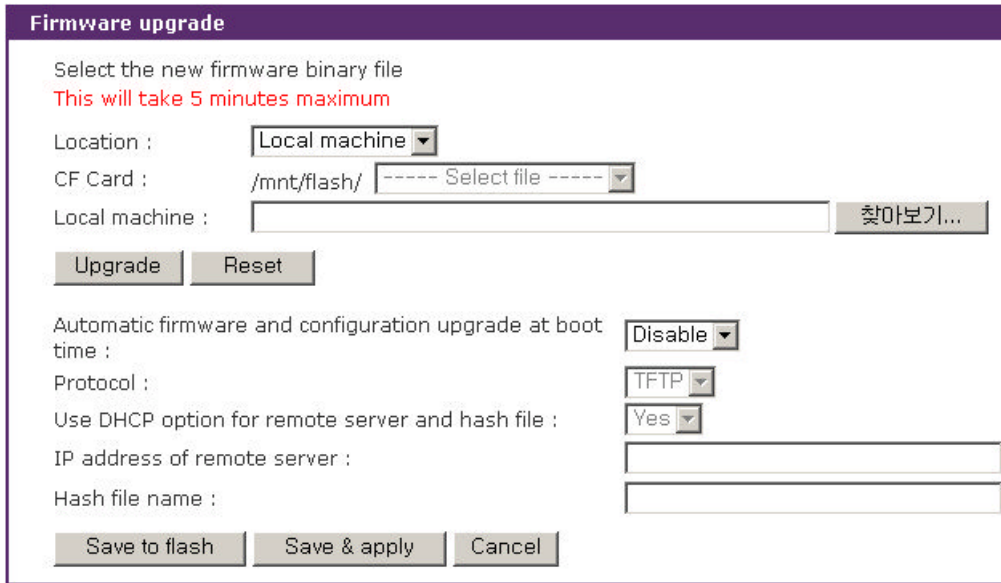 Firmware upgrade
Select the new firmware binary file
This will take 5 minutes maximum
Location : Local machine
CF Card : /mnt/flash/ ----- Select file -----
Local machine : 찾아보기...
Upgrade Reset
Automatic firmware and configuration upgrade at boot
time : Disable
Protocol : TFTP
Use DHCP option for remote server and hash file : Yes
IP address of remote server :
Hash file name :
Save to flash Save & apply Cancel